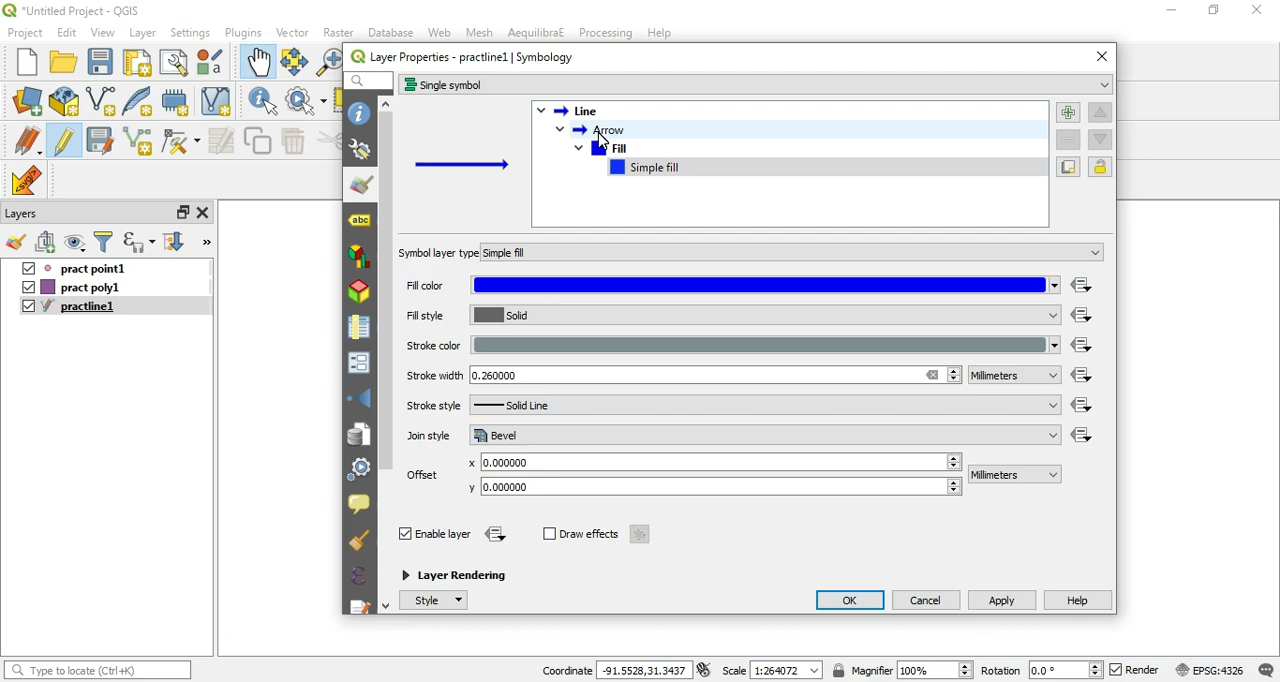 *Untitled Project - QGIS
Project Edit View Layer Settings Plugins Vector Raster Database Web Mesh AequilibraE Processing Help
Layer Properties - practline1 | Symbology
Single symbol
Line
Arrow
Fill
Simple fill
abc
<svg>
Layers
pract point1
pract poly1
practline1
Symbol layer type Simple fill
Fill color
Fill style Solid
Stroke color
Stroke width 0.260000 Millimeters
Stroke style Solid Line
Join style Bevel
Offset x 0.000000 Millimeters
y 0.000000
Enable layer Draw effects
Layer Rendering
Style OK Cancel Apply Help
Type to locate (Ctrl+K) Coordinate -91.5528,31.3437 Scale 1:264072 Magnifier 100% Rotation 0.0 ° Render EPSG:4326